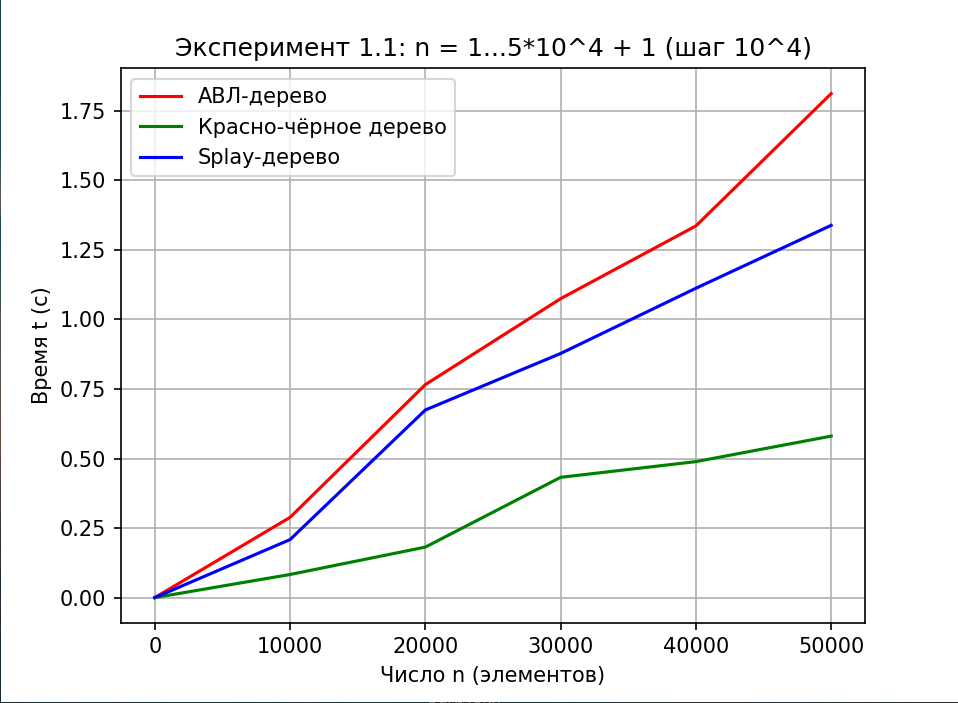 Эксперимент 1.1: n = 1...5*10^4 + 1 (шаг 10^4)
АВЛ-дерево
Красно-чёрное дерево
Splay-дерево
1.75
1.50
1.25
1.00
0.75
0.50
0.25
0.00
Время t (с)
0 10000 20000 30000 40000 50000
Число n (элементов)